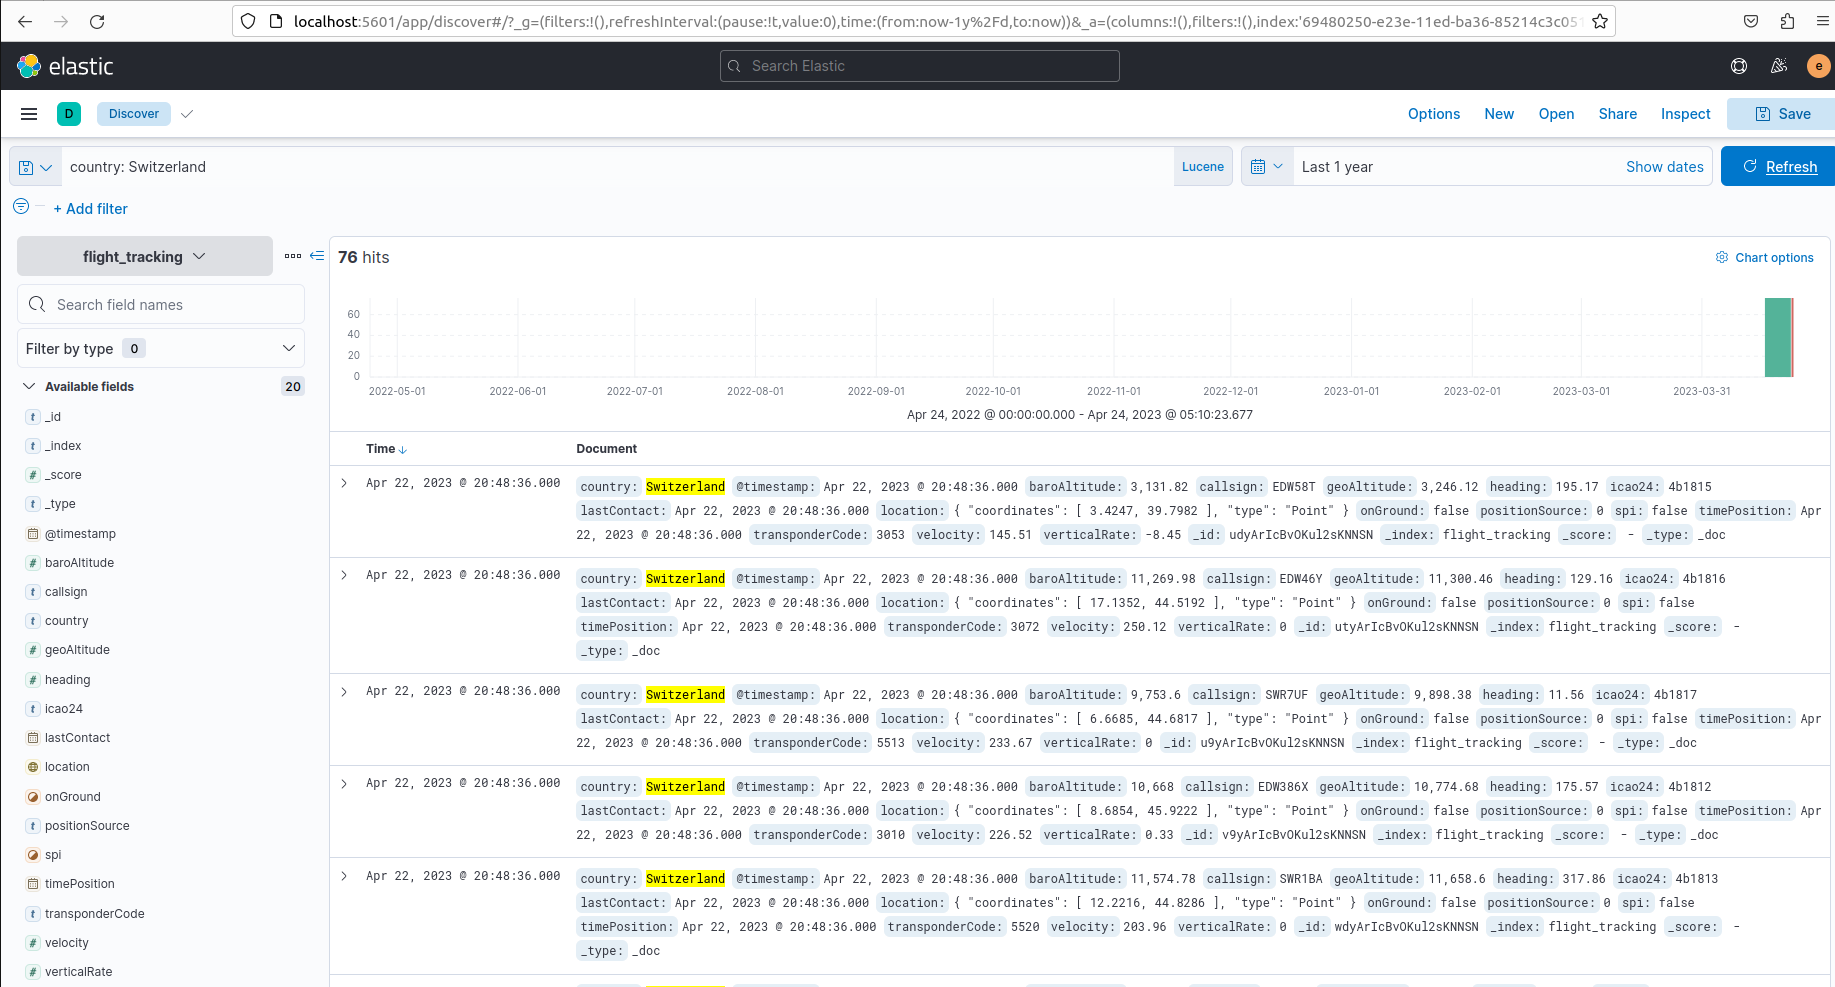 localhost:5601/app/discover#/?_g=(filters:!(),refreshInterval:(pause:!t,value:0),time:(from:now-1y%2Fd,to:now))&_a=(columns:!(),filters:!(),index:'69480250-e23e-11ed-ba36-85214c3c051
elastic
Search Elastic
e
D Discover Options New Open Share Inspect Save
country: Switzerland Lucene Last 1 year Show dates Refresh
+ Add filter
flight_tracking
Search field names
Filter by type 0
Available fields 20
t _id
t _index
# _score
t _type
@timestamp
# baroAltitude
t callsign
t country
# geoAltitude
# heading
t icao24
lastContact
location
onGround
t positionSource
spi
timePosition
t transponderCode
# velocity
# verticalRate
76 hits Chart options
60
40
20
0
2022-05-01 2022-06-01 2022-07-01 2022-08-01 2022-09-01 2022-10-01 2022-11-01 2022-12-01 2023-01-01 2023-02-01 2023-03-01 2023-03-31
Apr 24, 2022 @ 00:00:00.000 - Apr 24, 2023 @ 05:10:23.677
Time Document
Apr 22, 2023 @ 20:48:36.000 country: Switzerland @timestamp: Apr 22, 2023 @ 20:48:36.000 baroAltitude: 3,131.82 callsign: EDW58T geoAltitude: 3,246.12 heading: 195.17 icao24: 4b1815
lastContact: Apr 22, 2023 @ 20:48:36.000 location: { "coordinates": [ 3.4247, 39.7982 ], "type": "Point" } onGround: false positionSource: 0 spi: false timePosition: Apr
22, 2023 @ 20:48:36.000 transponderCode: 3053 velocity: 145.51 verticalRate: -8.45 _id: udyArIcBvOKul2sKNNSN _index: flight_tracking _score: - _type: _doc
Apr 22, 2023 @ 20:48:36.000 country: Switzerland @timestamp: Apr 22, 2023 @ 20:48:36.000 baroAltitude: 11,269.98 callsign: EDW46Y geoAltitude: 11,300.46 heading: 129.16 icao24: 4b1816
lastContact: Apr 22, 2023 @ 20:48:36.000 location: { "coordinates": [ 17.1352, 44.5192 ], "type": "Point" } onGround: false positionSource: 0 spi: false
timePosition: Apr 22, 2023 @ 20:48:36.000 transponderCode: 3072 velocity: 250.12 verticalRate: 0 _id: utyArIcBvOKul2sKNNSN _index: flight_tracking _score: -
_type: _doc
Apr 22, 2023 @ 20:48:36.000 country: Switzerland @timestamp: Apr 22, 2023 @ 20:48:36.000 baroAltitude: 9,753.6 callsign: SWR7UF geoAltitude: 9,898.38 heading: 11.56 icao24: 4b1817
lastContact: Apr 22, 2023 @ 20:48:36.000 location: { "coordinates": [ 6.6685, 44.6817 ], "type": "Point" } onGround: false positionSource: 0 spi: false timePosition: Apr
22, 2023 @ 20:48:36.000 transponderCode: 5513 velocity: 233.67 verticalRate: 0 _id: u9yArIcBvOKul2sKNNSN _index: flight_tracking _score: - _type: _doc
Apr 22, 2023 @ 20:48:36.000 country: Switzerland @timestamp: Apr 22, 2023 @ 20:48:36.000 baroAltitude: 10,668 callsign: EDW386X geoAltitude: 10,774.68 heading: 175.57 icao24: 4b1812
lastContact: Apr 22, 2023 @ 20:48:36.000 location: { "coordinates": [ 8.6854, 45.9222 ], "type": "Point" } onGround: false positionSource: 0 spi: false timePosition: Apr
22, 2023 @ 20:48:36.000 transponderCode: 3010 velocity: 226.52 verticalRate: 0.33 _id: v9yArIcBvOKul2sKNNSN _index: flight_tracking _score: - _type: _doc
Apr 22, 2023 @ 20:48:36.000 country: Switzerland @timestamp: Apr 22, 2023 @ 20:48:36.000 baroAltitude: 11,574.78 callsign: SWR1BA geoAltitude: 11,658.6 heading: 317.86 icao24: 4b1813
lastContact: Apr 22, 2023 @ 20:48:36.000 location: { "coordinates": [ 12.2216, 44.8286 ], "type": "Point" } onGround: false positionSource: 0 spi: false
timePosition: Apr 22, 2023 @ 20:48:36.000 transponderCode: 5520 velocity: 203.96 verticalRate: 0 _id: wdyArIcBvOKul2sKNNSN _index: flight_tracking _score: -
_type: _doc